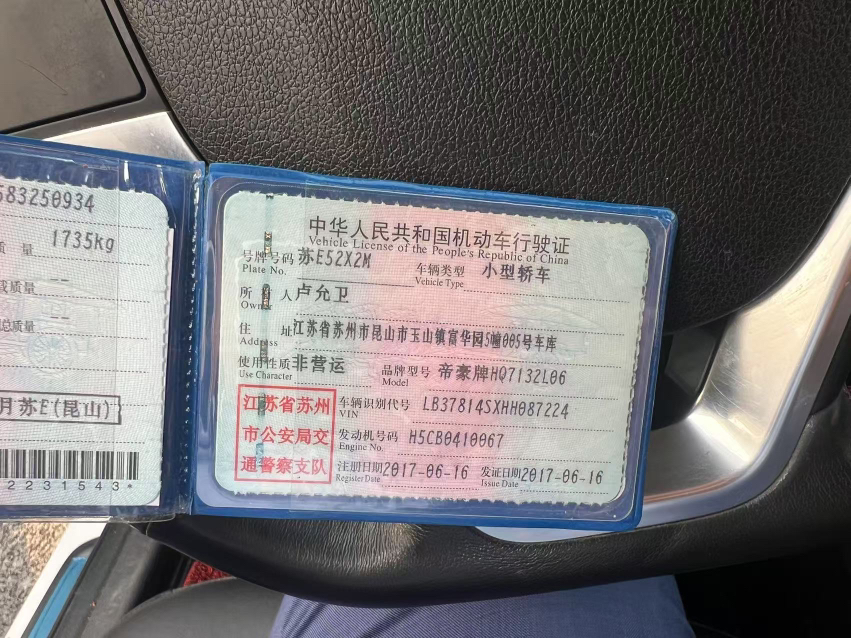 583250934
质 量 1735kg
质量 --
总质量 --
月苏E(昆山)
2231543*
中华人民共和国机动车行驶证
Vehicle License of the People's Republic of China
号牌号码 苏E52X2M 车辆类型 小型轿车
Plate No. Vehicle Type
所 有 人 卢允卫
Owner
住 址 江苏省苏州市昆山市玉山镇富华园5幢005号车库
Address
使用性质 非营运 品牌型号 帝豪牌HQ7132L06
Use Character Model
江苏省苏州
市公安局交
通警察支队
车辆识别代号 LB37814SXHH087224
VIN
发动机号码 H5CB0410067
Engine No.
注册日期 2017-06-16 发证日期 2017-06-16
Register Date Issue Date